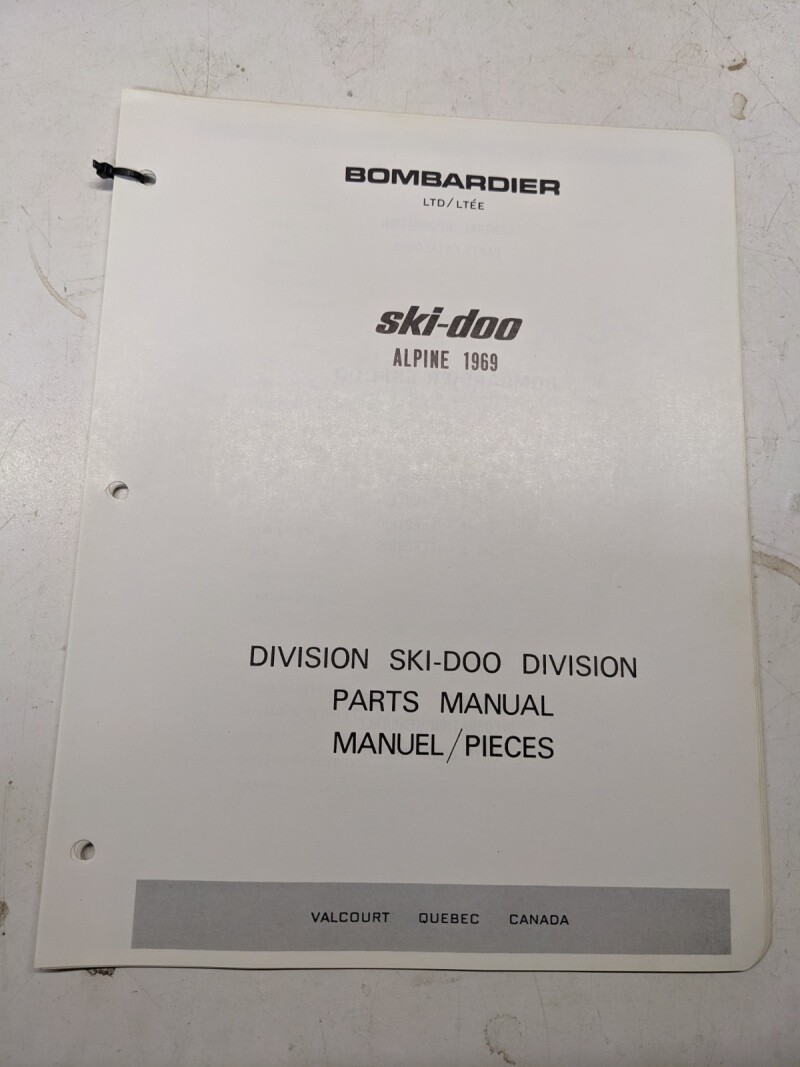 BOMBARDIER
LTD/LTÉE
ski-doo
ALPINE 1969
DIVISION SKI-DOO DIVISION
PARTS MANUAL
MANUEL/PIECES
VALCOURT QUEBEC CANADA